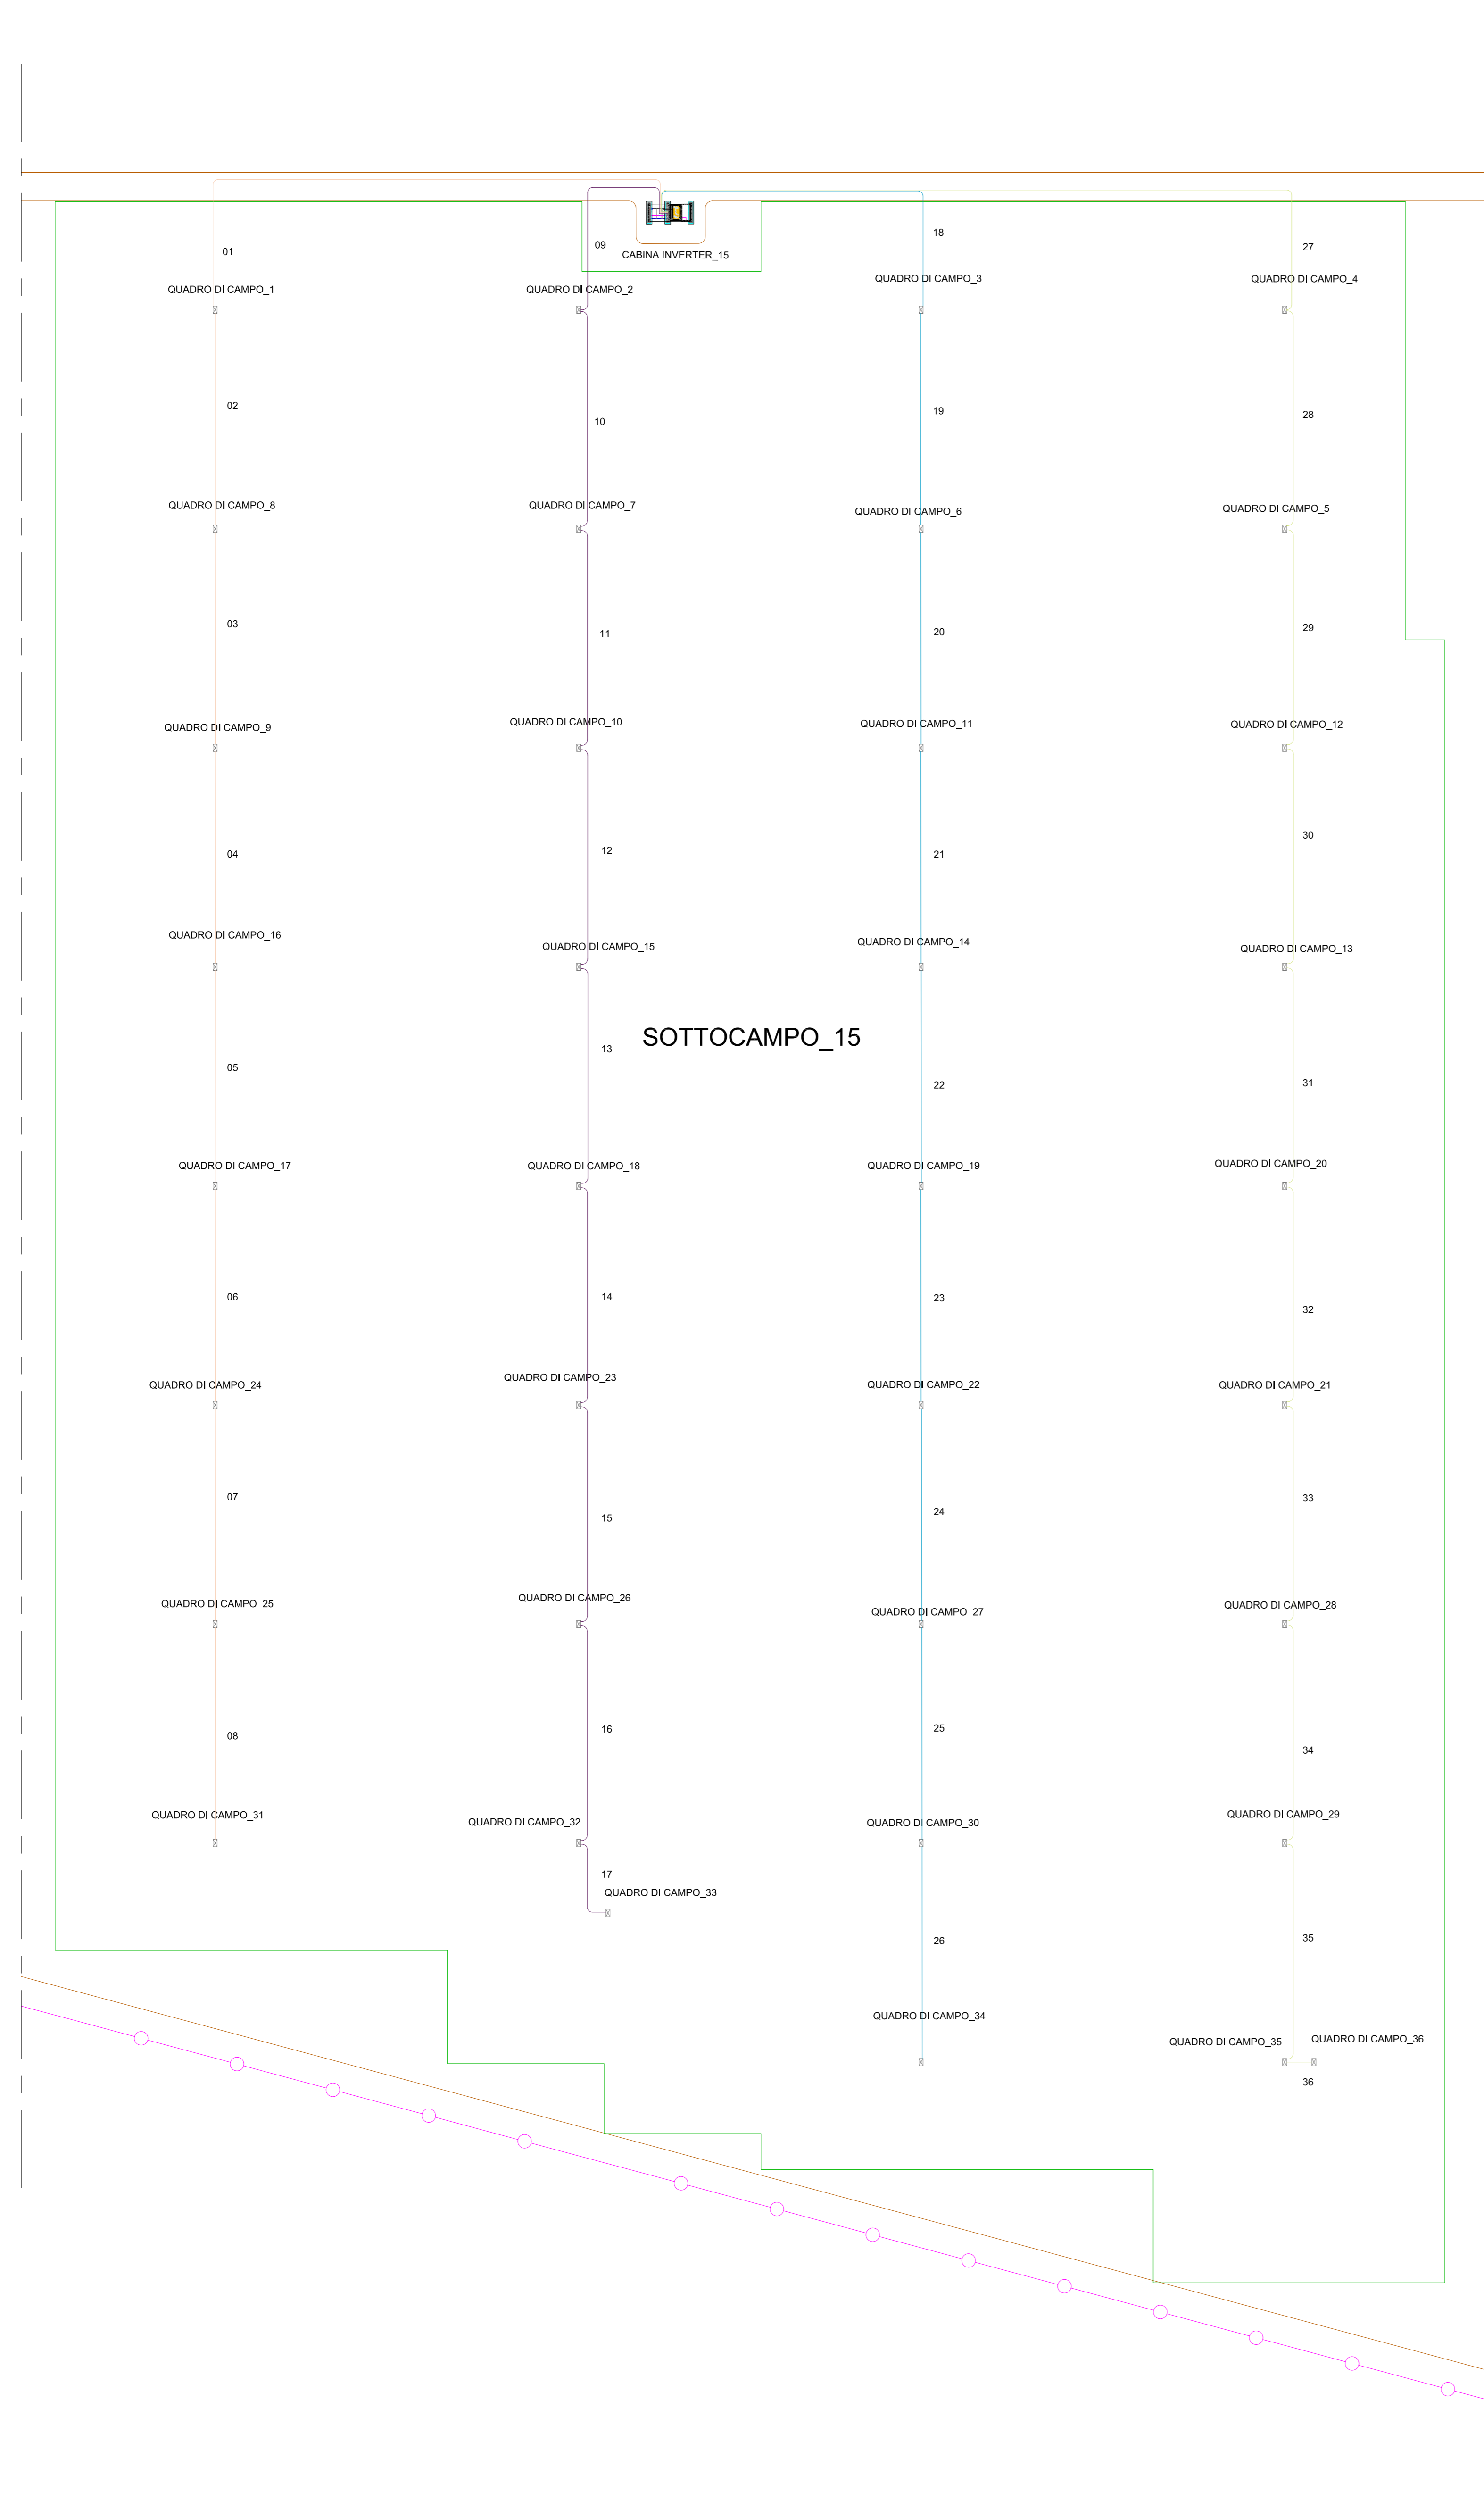 18
01
09
27
CABINA INVERTER_15
QUADRO DI CAMPO_1
QUADRO DI CAMPO_2
QUADRO DI CAMPO_3
QUADRO DI CAMPO_4
02
10
19
28
QUADRO DI CAMPO_8
QUADRO DI CAMPO_7
QUADRO DI CAMPO_6
QUADRO DI CAMPO_5
03
11
20
29
QUADRO DI CAMPO_9
QUADRO DI CAMPO_10
QUADRO DI CAMPO_11
QUADRO DI CAMPO_12
04
12
21
30
QUADRO DI CAMPO_16
QUADRO DI CAMPO_15
QUADRO DI CAMPO_14
QUADRO DI CAMPO_13
SOTTOCAMPO_15
05
13
22
31
QUADRO DI CAMPO_17
QUADRO DI CAMPO_18
QUADRO DI CAMPO_19
QUADRO DI CAMPO_20
06
14
23
32
QUADRO DI CAMPO_24
QUADRO DI CAMPO_23
QUADRO DI CAMPO_22
QUADRO DI CAMPO_21
07
15
24
33
QUADRO DI CAMPO_25
QUADRO DI CAMPO_26
QUADRO DI CAMPO_27
QUADRO DI CAMPO_28
08
16
25
34
QUADRO DI CAMPO_31
QUADRO DI CAMPO_32
QUADRO DI CAMPO_30
QUADRO DI CAMPO_29
17
QUADRO DI CAMPO_33
26
35
QUADRO DI CAMPO_34
QUADRO DI CAMPO_35
QUADRO DI CAMPO_36
36